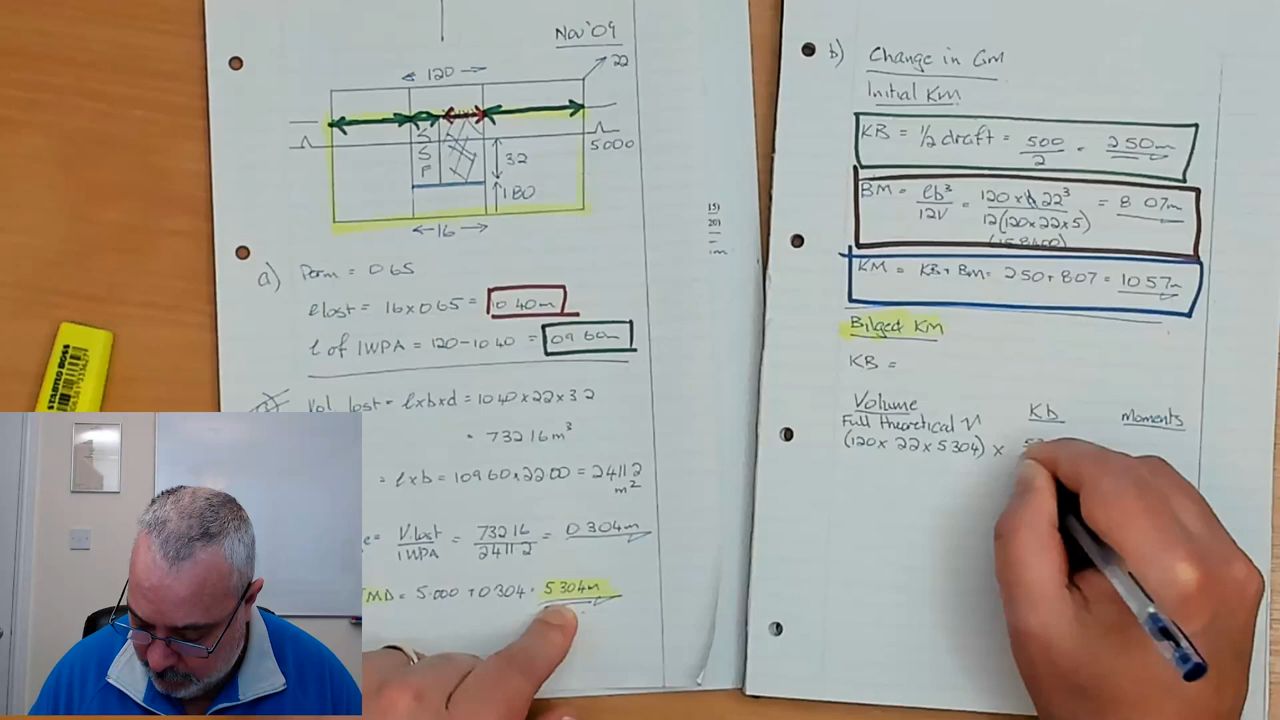 Nov'09
120
22
5000
S
S
P
32
180
16
a) Perm = 0.65
l lost = 16 x 0.65 = 10.40m
l of IWPA = 120 - 10.40 = 109.60m
Vol lost = l x b x d = 10.40 x 22 x 3.2
= 732.16m³
= l x b = 109.60 x 22.00 = 2411.2
m²
= V.lost / IWPA = 732.16 / 2411.2 = 0.304m
TMD = 5.000 + 0.304 = 5.304m
b) Change in GM
Initial KM
KB = 1/2 draft = 5.00 / 2 = 2.50m
BM = lb³ / 12V = 120 x 22³ / 12(120 x 22 x 5) = 8.07m
(158400)
KM = KB + BM = 2.50 + 8.07 = 10.57m
Bilged KM
KB =
Volume Kb Moments
Full theoretical V
(120 x 22 x 5.304) x
STABILO BOSS